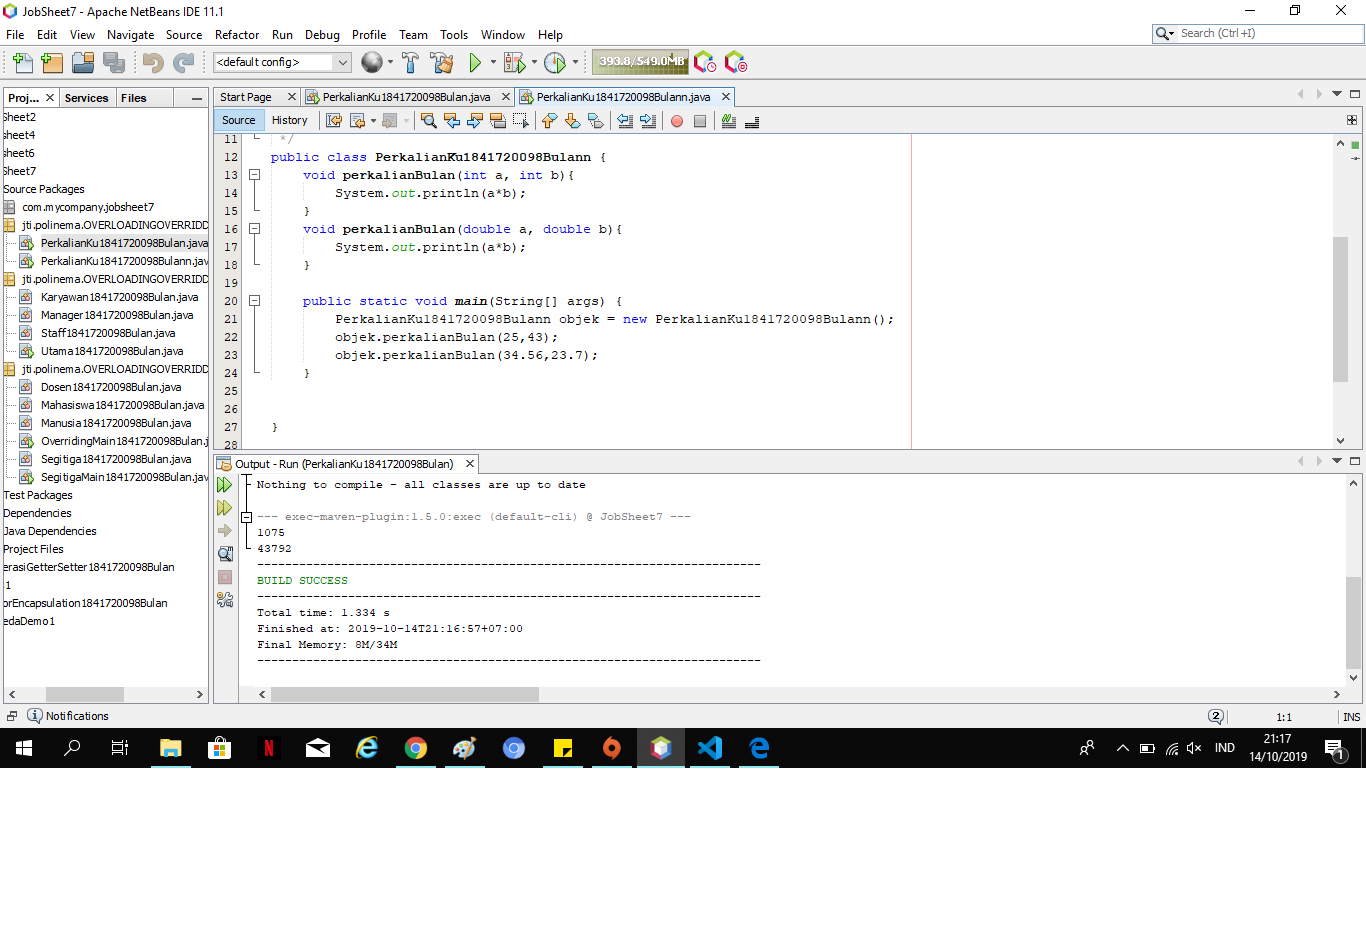 JobSheet7 - Apache NetBeans IDE 11.1
File Edit View Navigate Source Refactor Run Debug Profile Team Tools Window Help
Search (Ctrl+I)
<default config>
393.8/549.0MB
Proj... Services Files
Start Page PerkalianKu1841720098Bulan.java PerkalianKu1841720098Bulann.java
Source History
Sheet2
sheet4
sheet6
Sheet7
Source Packages
com.mycompany.jobsheet7
jti.polinema.OVERLOADINGOVERRIDD
PerkalianKu1841720098Bulan.java
PerkalianKu1841720098Bulann.java
jti.polinema.OVERLOADINGOVERRIDD
Karyawan1841720098Bulan.java
Manager1841720098Bulan.java
Staff1841720098Bulan.java
Utama1841720098Bulan.java
jti.polinema.OVERLOADINGOVERRIDD
Dosen1841720098Bulan.java
Mahasiswa1841720098Bulan.java
Manusia1841720098Bulan.java
OverridingMain1841720098Bulan.j
Segitiga1841720098Bulan.java
SegitigaMain1841720098Bulan.jav
Test Packages
Dependencies
Java Dependencies
Project Files
erasiGetterSetter1841720098Bulan
s1
orEncapsulation1841720098Bulan
edaDemo1
11 */
12 public class PerkalianKu1841720098Bulann {
13 void perkalianBulan(int a, int b){
14 System.out.println(a*b);
15 }
16 void perkalianBulan(double a, double b){
17 System.out.println(a*b);
18 }
19
20 public static void main(String[] args) {
21 PerkalianKu1841720098Bulann objek = new PerkalianKu1841720098Bulann();
22 objek.perkalianBulan(25,43);
23 objek.perkalianBulan(34.56,23.7);
24 }
25
26
27 }
28
Output - Run (PerkalianKu1841720098Bulan)
Nothing to compile - all classes are up to date
--- exec-maven-plugin:1.5.0:exec (default-cli) @ JobSheet7 ---
1075
43792
------------------------------------------------------------------------
BUILD SUCCESS
------------------------------------------------------------------------
Total time: 1.334 s
Finished at: 2019-10-14T21:16:57+07:00
Final Memory: 8M/34M
------------------------------------------------------------------------
Notifications
2
1:1
INS
IND
21:17
14/10/2019
1